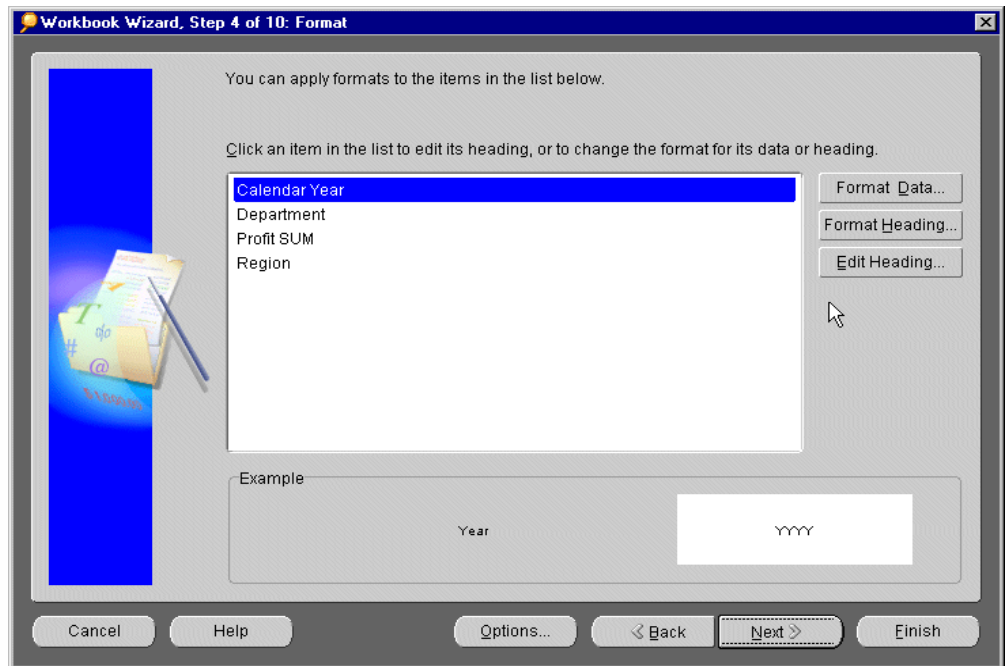 Workbook Wizard, Step 4 of 10: Format
You can apply formats to the items in the list below.
Click an item in the list to edit its heading, or to change the format for its data or heading.
Calendar Year
Department
Profit SUM
Region
Format Data...
Format Heading...
Edit Heading...
T
#
@
Example
Year YYYY
Cancel Help Options... Back Next Finish